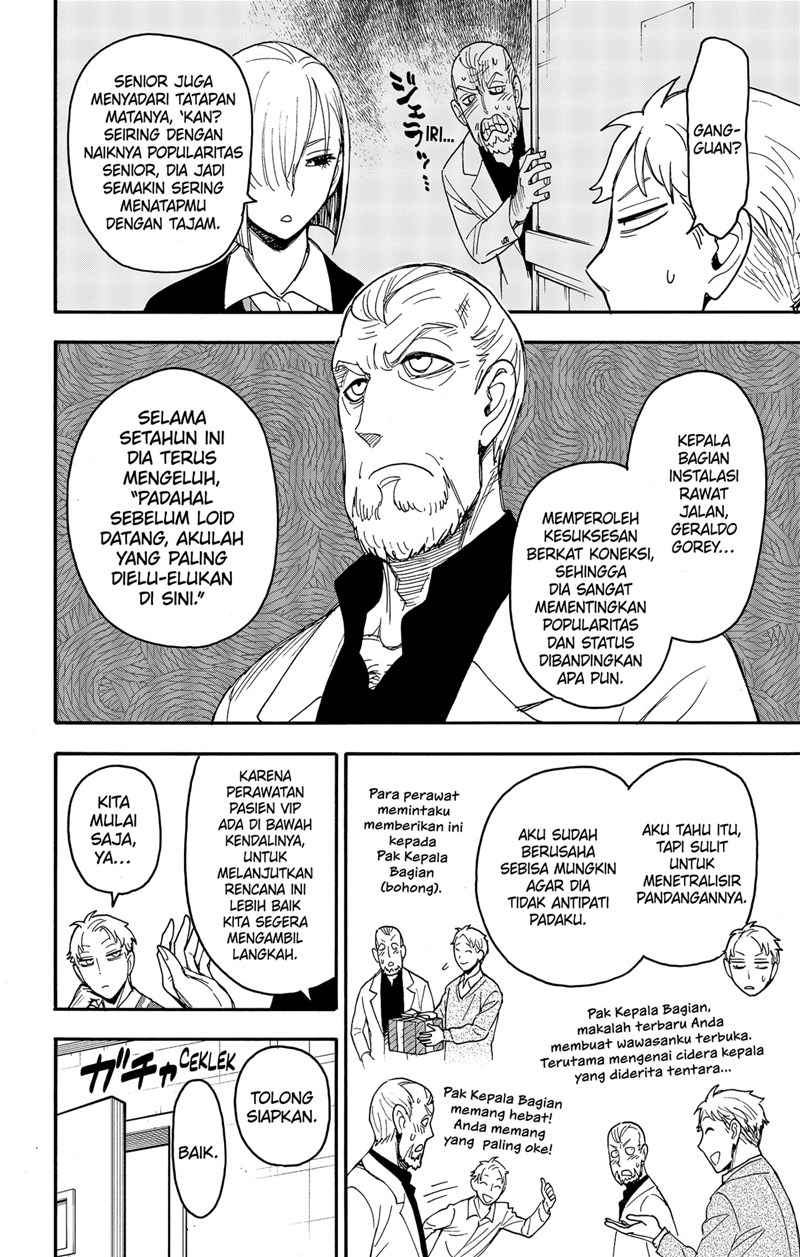 GANG-
GUAN?
ジェラッ…
IRI...
SENIOR JUGA
MENYADARI TATAPAN
MATANYA, 'KAN?
SEIRING DENGAN
NAIKNYA POPULARITAS
SENIOR, DIA JADI
SEMAKIN SERING
MENATAPMU
DENGAN TAJAM.
KEPALA
BAGIAN
INSTALASI
RAWAT
JALAN,
GERALDO
GOREY...
MEMPEROLEH
KESUKSESAN
BERKAT KONEKSI,
SEHINGGA
DIA SANGAT
MEMENTINGKAN
POPULARITAS
DAN STATUS
DIBANDINGKAN
APA PUN.
SELAMA
SETAHUN INI
DIA TERUS
MENGELUH,
"PADAHAL
SEBELUM LOID
DATANG, AKULAH
YANG PALING
DIELU-ELUKAN
DI SINI."
AKU TAHU ITU,
TAPI SULIT
UNTUK
MENETRALISIR
PANDANGANNYA.
AKU SUDAH
BERUSAHA
SEBISA MUNGKIN
AGAR DIA
TIDAK ANTIPATI
PADAKU.
Para perawat
memintaku
memberikan ini
kepada
Pak Kepala
Bagian
(bohong).
Pak Kepala Bagian,
makalah terbaru Anda
membuat wawasanku terbuka.
Terutama mengenai cidera kepala
yang diderita tentara...
Pak Kepala Bagian
memang hebat!
Anda memang
yang paling oke!
KARENA
PERAWATAN
PASIEN VIP
ADA DI BAWAH
KENDALINYA,
UNTUK
MELANJUTKAN
RENCANA INI
LEBIH BAIK
KITA SEGERA
MENGAMBIL
LANGKAH.
KITA
MULAI
SAJA,
YA...
TOLONG
SIAPKAN.
BAIK.
ガチャ
CEKLEK